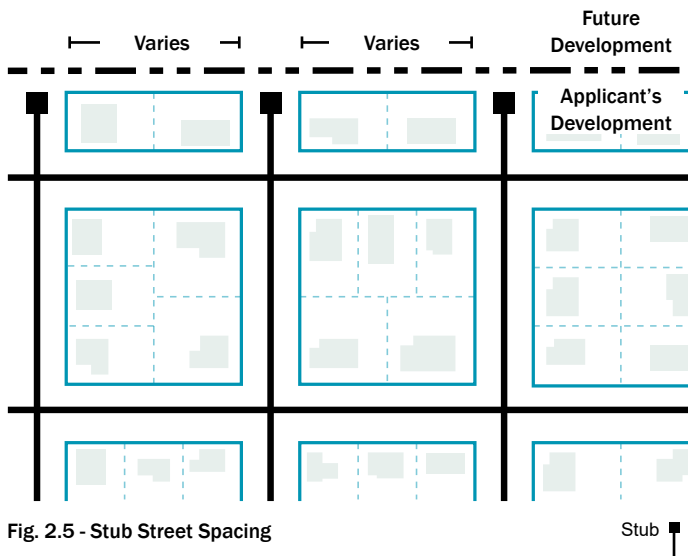 Varies
Varies
Future
Development
Applicant’s
Development
Fig. 2.5 - Stub Street Spacing
Stub